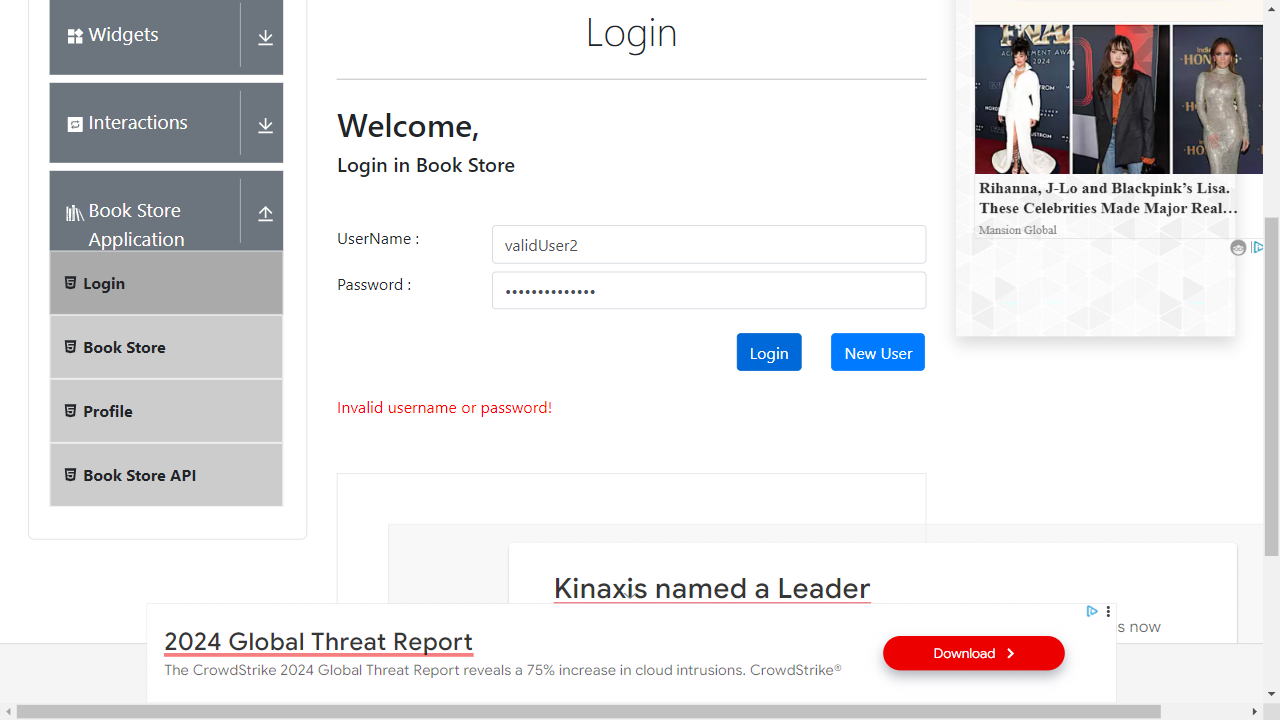 Widgets
Interactions
Book Store
Application
Login
Book Store
Profile
Book Store API
Login
Welcome,
Login in Book Store
UserName :
validUser2
Password :
Login
New User
Invalid username or password!
Rihanna, J-Lo and Blackpink’s Lisa.
These Celebrities Made Major Real…
Mansion Global
Kinaxis named a Leader
s now
2024 Global Threat Report
The CrowdStrike 2024 Global Threat Report reveals a 75% increase in cloud intrusions. CrowdStrike®
Download